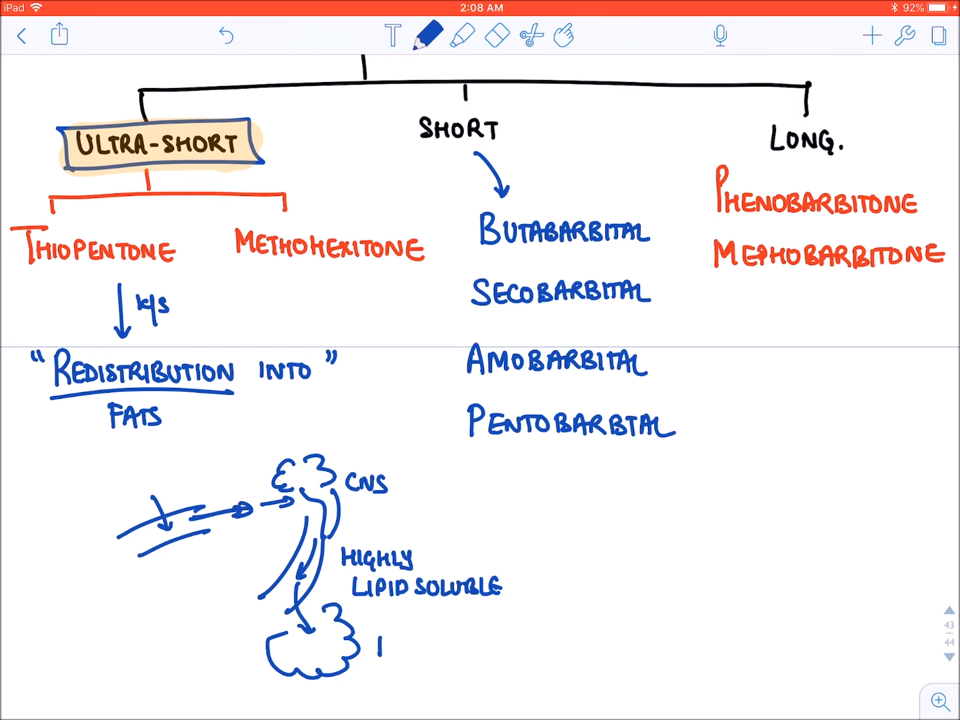 iPad
2:08 AM
92%
T
ULTRA-SHORT
SHORT
LONG.
THIOPENTONE
METHOHEXITONE
BUTABARBITAL
SECOBARBITAL
AMOBARBITAL
PENTOBARBTAL
PHENOBARBITONE
MEPHOBARBITONE
k/s
"REDISTRIBUTION INTO"
FATS
CNS
HIGHLY
LIPID SOLUBLE
43
44